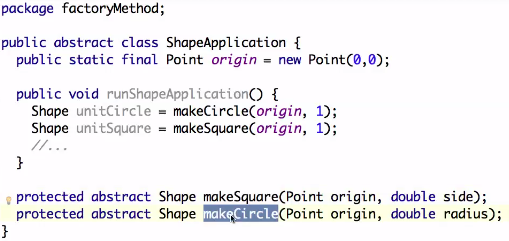 package factoryMethod;
public abstract class ShapeApplication {
public static final Point origin = new Point(0,0);
public void runShapeApplication() {
Shape unitCircle = makeCircle(origin, 1);
Shape unitSquare = makeSquare(origin, 1);
//...
}
protected abstract Shape makeSquare(Point origin, double side);
protected abstract Shape makeCircle(Point origin, double radius);
}